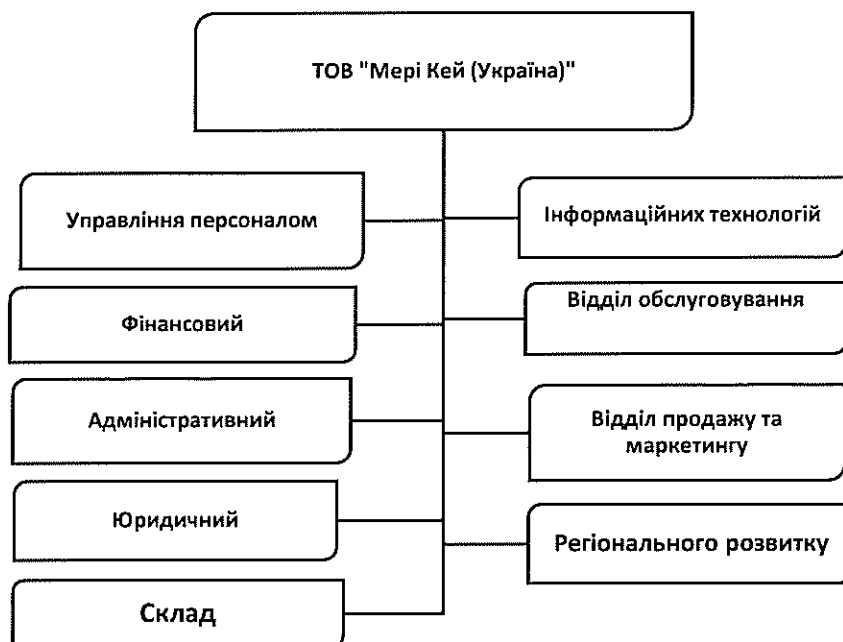 ТОВ "Мері Кей (Україна)"
Управління персоналом
Інформаційних технологій
Фінансовий
Відділ обслуговування
Адміністративний
Відділ продажу та
маркетингу
Юридичний
Регіонального розвитку
Склад